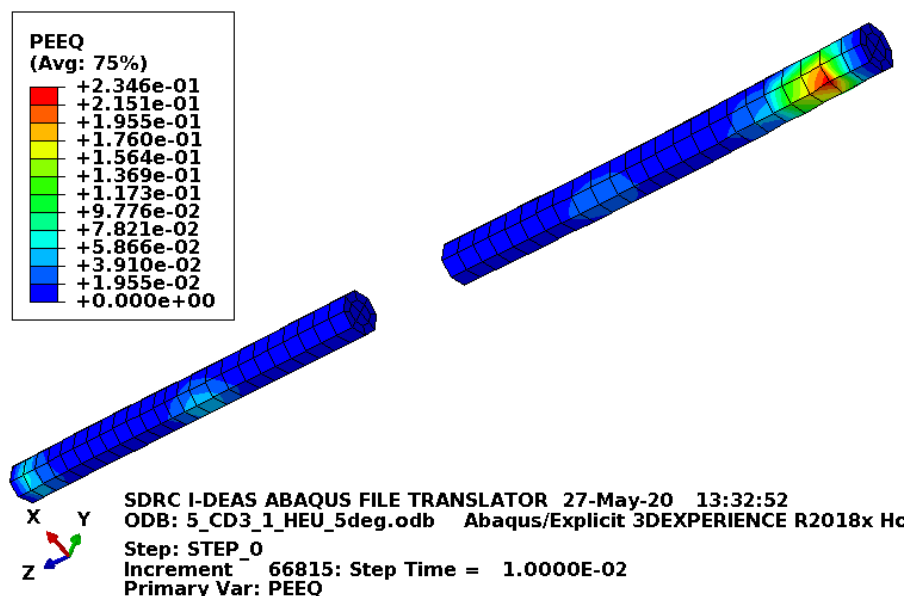 PEEQ
(Avg: 75%)
+2.346e-01
+2.151e-01
+1.955e-01
+1.760e-01
+1.564e-01
+1.369e-01
+1.173e-01
+9.776e-02
+7.821e-02
+5.866e-02
+3.910e-02
+1.955e-02
+0.000e+00
X
Y
Z
SDRC I-DEAS ABAQUS FILE TRANSLATOR 27-May-20 13:32:52
ODB: 5_CD3_1_HEU_5deg.odb Abaqus/Explicit 3DEXPERIENCE R2018x
Step: STEP_0
Increment 66815: Step Time = 1.0000E-02
Primary Var: PEEQ